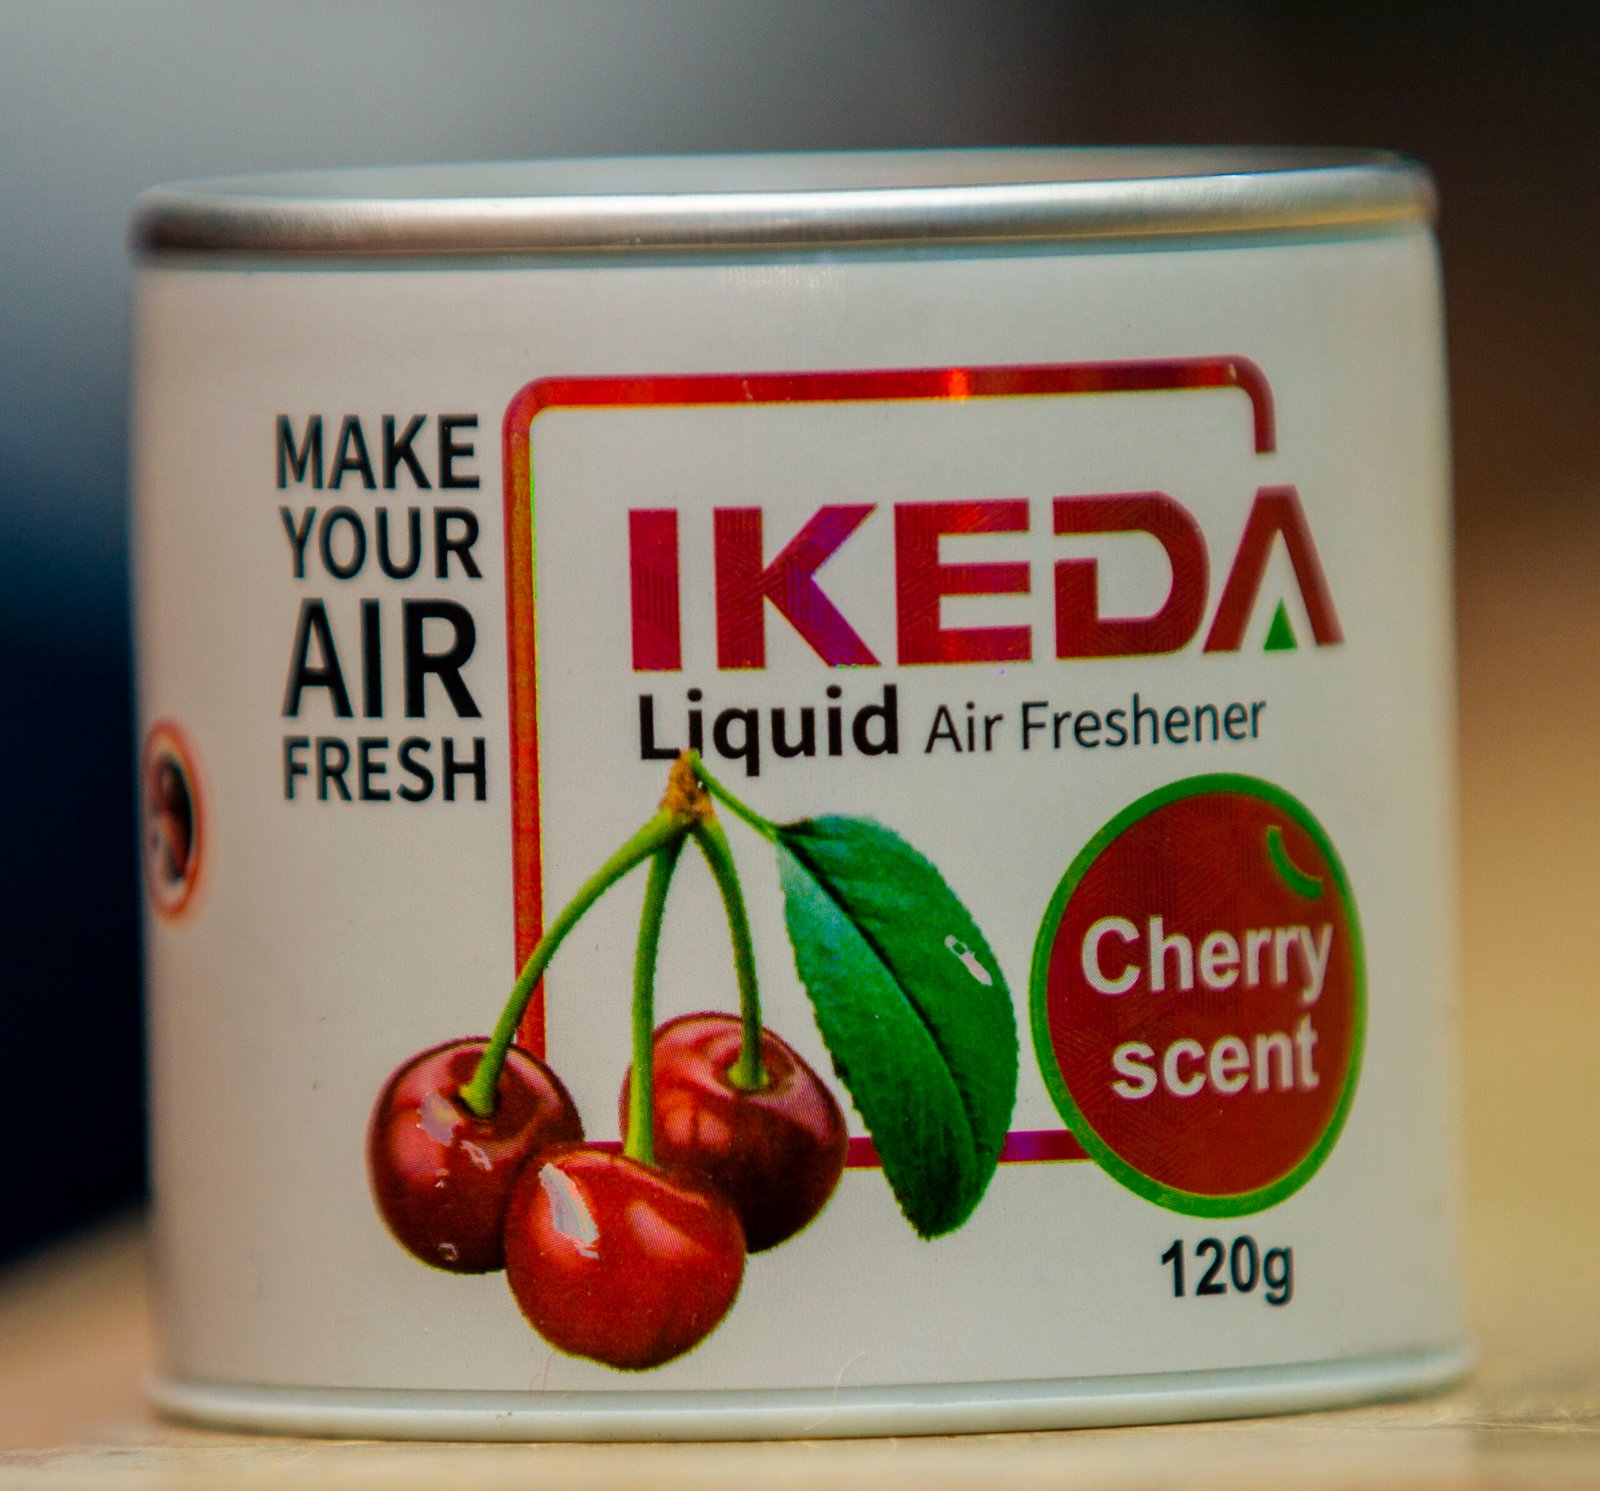 MAKE
YOUR
AIR
FRESH
IKEDA
Liquid Air Freshener
Cherry
scent
120g